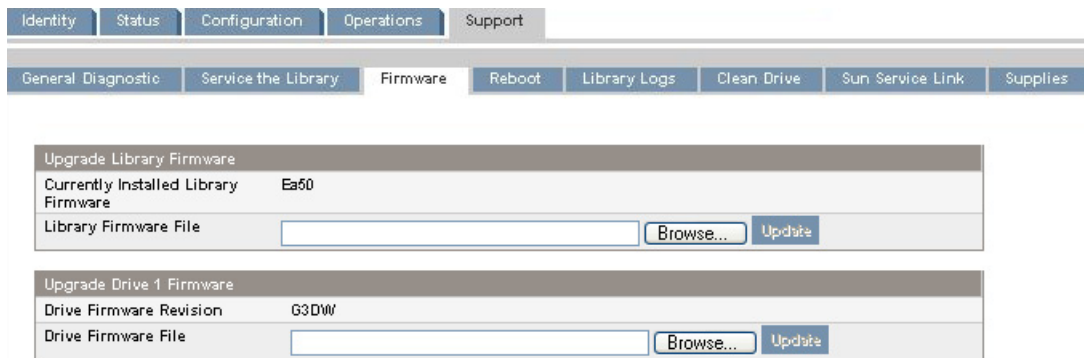 Identity Status Configuration Operations Support
General Diagnostic Service the Library Firmware Reboot Library Logs Clean Drive Sun Service Link Supplies
Upgrade Library Firmware
Currently Installed Library Firmware Ea50
Library Firmware File Browse... Update
Upgrade Drive 1 Firmware
Drive Firmware Revision G3DW
Drive Firmware File Browse... Update